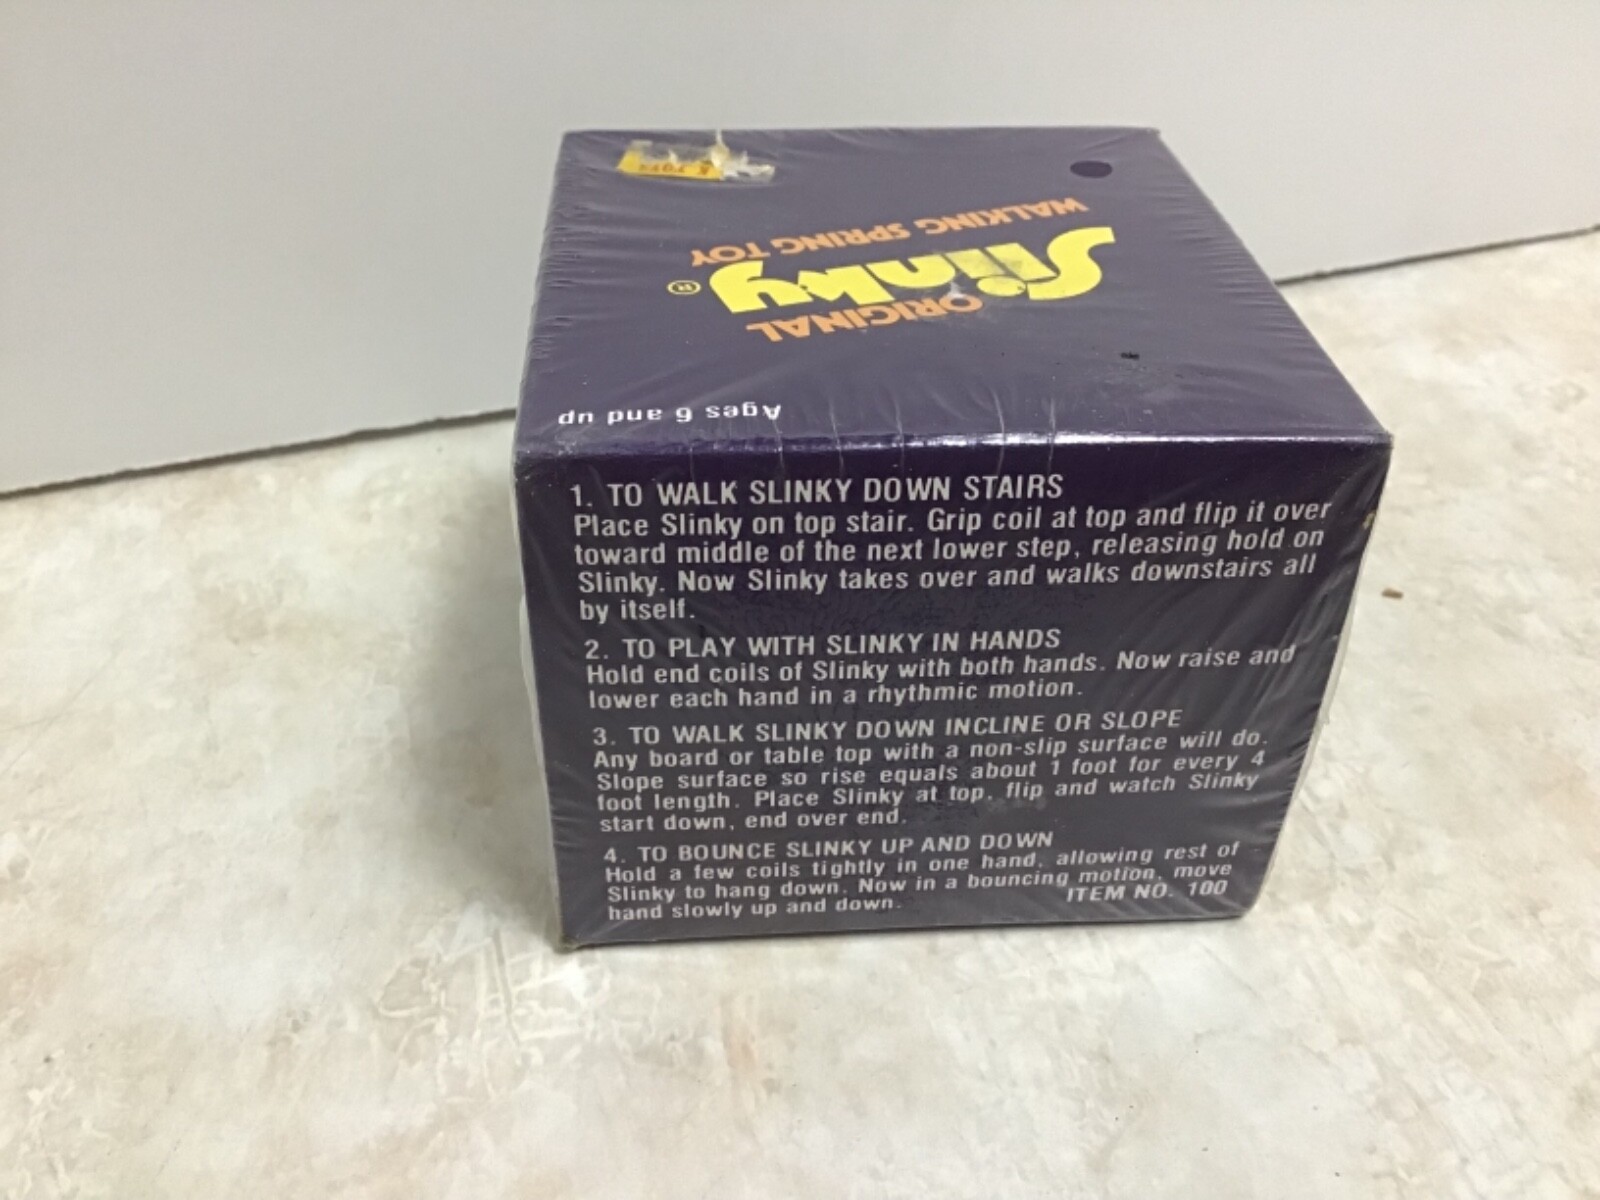 ORIGINAL
Slinky®
WALKING SPRING TOY
Ages 6 and up
1. TO WALK SLINKY DOWN STAIRS
Place Slinky on top stair. Grip coil at top and flip it over
toward middle of the next lower step, releasing hold on
Slinky. Now Slinky takes over and walks downstairs all
by itself.
2. TO PLAY WITH SLINKY IN HANDS
Hold end coils of Slinky with both hands. Now raise and
lower each hand in a rhythmic motion.
3. TO WALK SLINKY DOWN INCLINE OR SLOPE
Any board or table top with a non-slip surface will do.
Slope surface so rise equals about 1 foot for every 4
foot length. Place Slinky at top, flip and watch Slinky
start down, end over end.
4. TO BOUNCE SLINKY UP AND DOWN
Hold a few coils tightly in one hand, allowing rest of
Slinky to hang down. Now in a bouncing motion, move
hand slowly up and down.
ITEM NO. 100